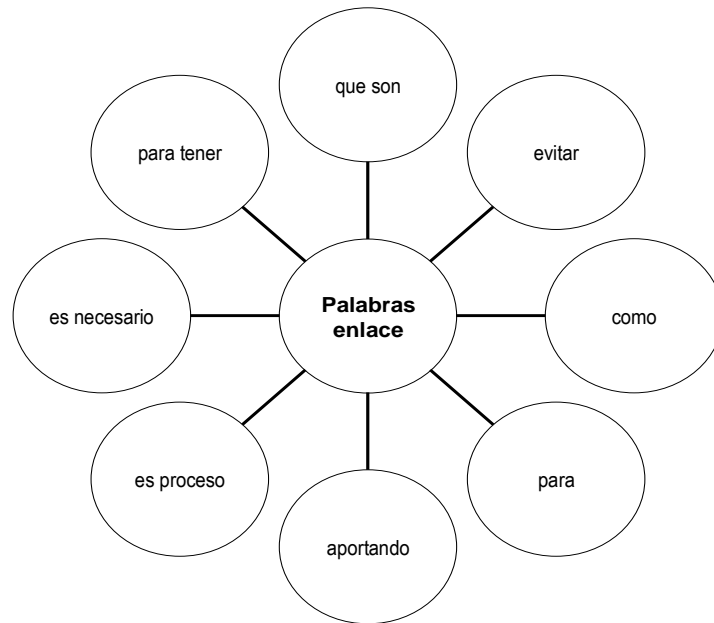 que son
para tener
evitar
es necesario
Palabras
enlace
como
es proceso
para
aportando